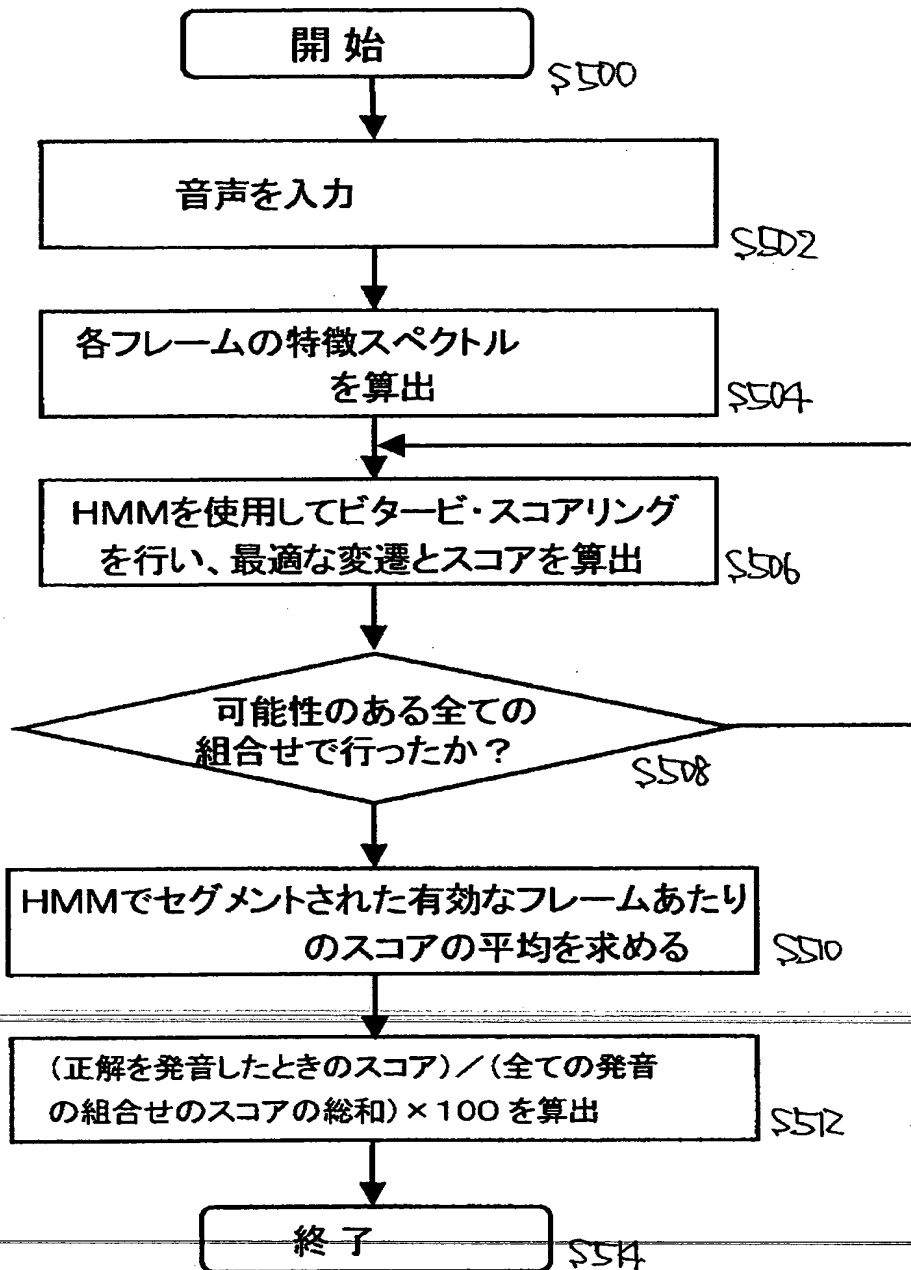 開始
S500
音声を入力
S502
各フレームの特徴スペクトル
を算出
S504
HMMを使用してビタービ・スコアリング
を行い、最適な変遷とスコアを算出
S506
可能性のある全ての
組合せで行ったか？
S508
HMMでセグメントされた有効なフレームあたり
のスコアの平均を求める
S510
(正解を発音したときのスコア)／(全ての発音
の組合せのスコアの総和)×100を算出
S512
終了
S514